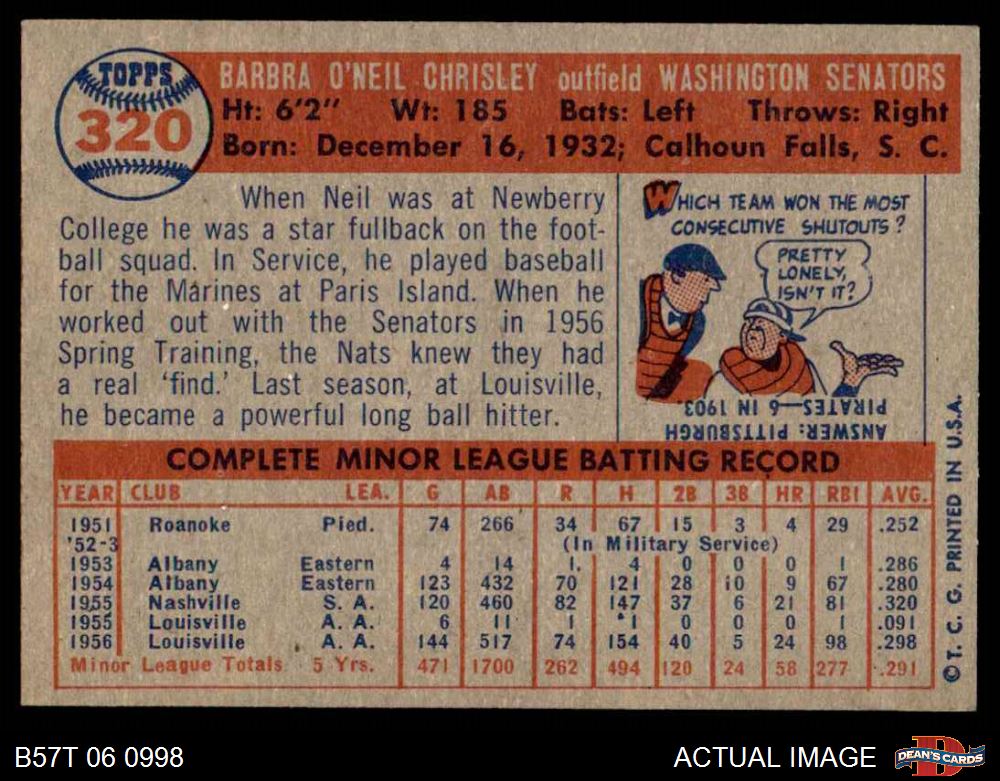 TOPPS
320
BARBRA O'NEIL CHRISLEY outfield WASHINGTON SENATORS
Ht: 6'2" Wt: 185 Bats: Left Throws: Right
Born: December 16, 1932; Calhoun Falls, S. C.
When Neil was at Newberry
College he was a star fullback on the foot-
ball squad. In Service, he played baseball
for the Marines at Paris Island. When he
worked out with the Senators in 1956
Spring Training, the Nats knew they had
a real 'find.' Last season, at Louisville,
he became a powerful long ball hitter.
WHICH TEAM WON THE MOST
CONSECUTIVE SHUTOUTS?
PRETTY
LONELY,
ISN'T IT?
ANSWER: PITTSBURGH
PIRATES—6 IN 1903
COMPLETE MINOR LEAGUE BATTING RECORD
YEAR CLUB LEA. G AB R H 2B 3B HR RBI AVG.
1951 Roanoke Pied. 74 266 34 67 15 3 4 29 .252
'52-3 (In Military Service)
1953 Albany Eastern 4 14 1 4 0 0 0 1 .286
1954 Albany Eastern 123 432 70 121 28 10 9 67 .280
1955 Nashville S. A. 120 460 82 147 37 6 21 81 .320
1955 Louisville A. A. 6 11 1 1 0 0 0 1 .091
1956 Louisville A. A. 144 517 74 154 40 5 24 98 .298
Minor League Totals 5 Yrs. 471 1700 262 494 120 24 58 277 .291
© T. C. G. PRINTED IN U.S.A.
B57T 06 0998
ACTUAL IMAGE
DEAN'S CARDS